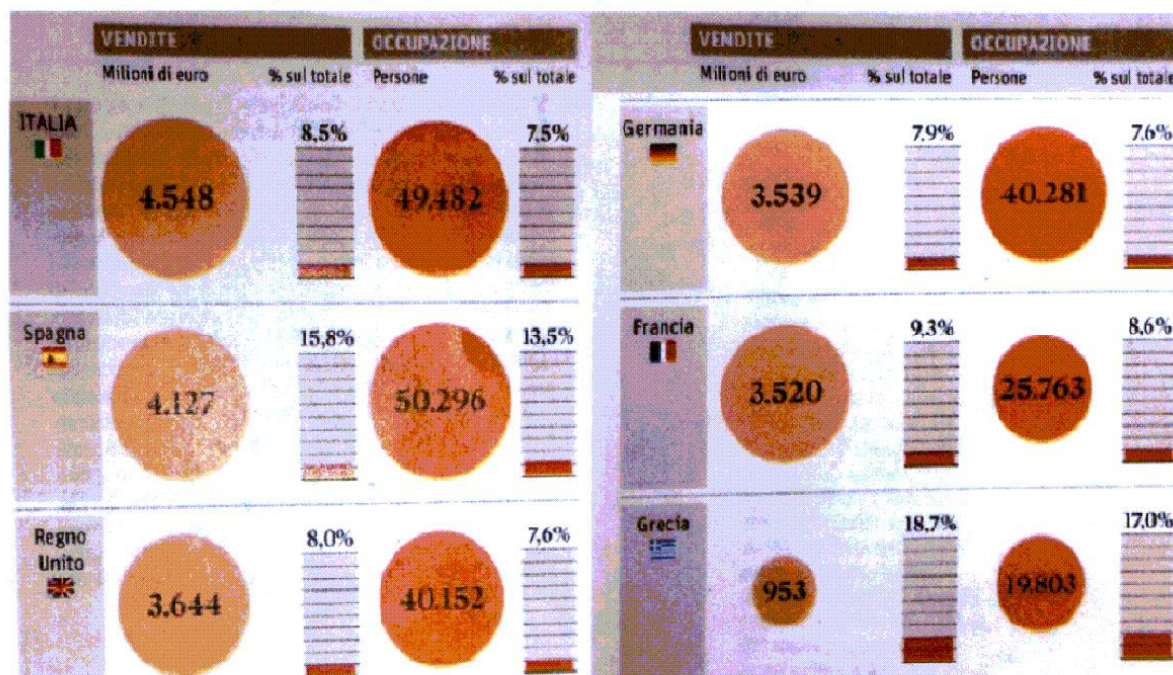 VENDITE OCCUPAZIONE
Milioni di euro % sul totale Persone % sul totale
ITALIA 8,5% 7,5%
4.548 49.482
Spagna 15,8% 13,5%
4.127 50.296
Regno 8,0% 7,6%
Unito
3.644 40.152
VENDITE OCCUPAZIONE
Milioni di euro % sul totale Persone % sul totale
Germania 7,9% 7,6%
3.539 40.281
Francia 9,3% 8,6%
3.520 25.763
Grecia 18,7% 17,0%
953 19.803